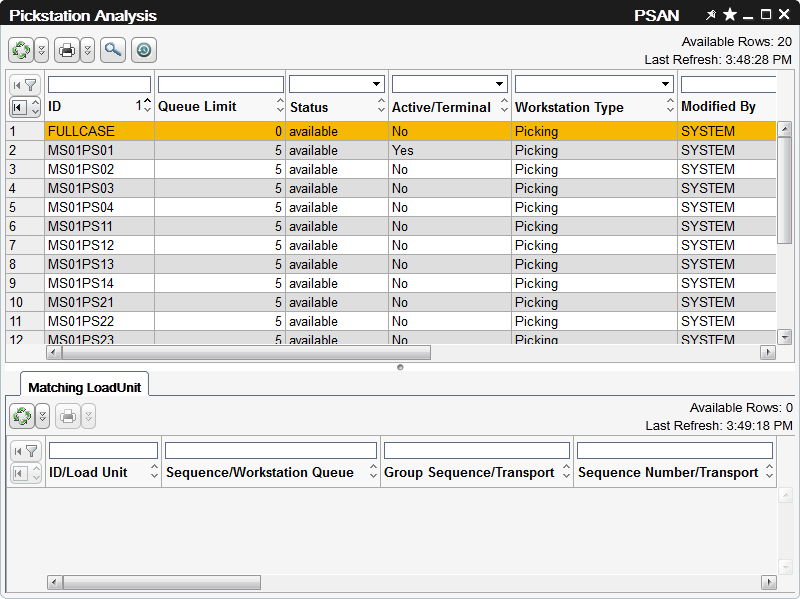 Pickstation Analysis PSAN
Available Rows: 20
Last Refresh: 3:48:28 PM
ID 1 Queue Limit Status Active/Terminal Workstation Type Modified By
1 FULLCASE 0 available No Picking SYSTEM
2 MS01PS01 5 available Yes Picking SYSTEM
3 MS01PS02 5 available No Picking SYSTEM
4 MS01PS03 5 available No Picking SYSTEM
5 MS01PS04 5 available No Picking SYSTEM
6 MS01PS11 5 available No Picking SYSTEM
7 MS01PS12 5 available No Picking SYSTEM
8 MS01PS13 5 available No Picking SYSTEM
9 MS01PS14 5 available No Picking SYSTEM
10 MS01PS21 5 available No Picking SYSTEM
11 MS01PS22 5 available No Picking SYSTEM
12 MS01PS23 5 available No Picking SYSTEM
Matching LoadUnit
Available Rows: 0
Last Refresh: 3:49:18 PM
ID/Load Unit Sequence/Workstation Queue Group Sequence/Transport Sequence Number/Transport